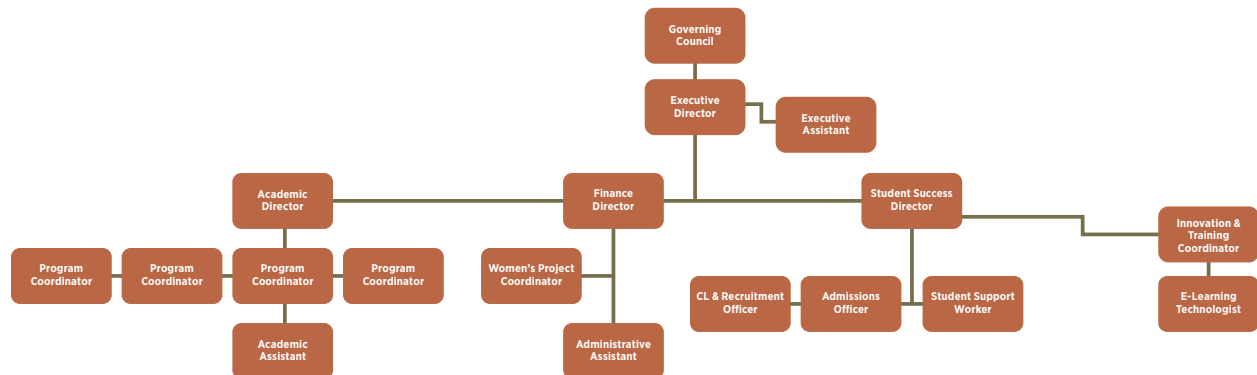 Governing
Council
Executive
Director
Executive
Assistant
Academic
Director
Finance
Director
Student Success
Director
Innovation &
Training
Coordinator
Program
Coordinator
Program
Coordinator
Program
Coordinator
Program
Coordinator
Women's Project
Coordinator
CL & Recruitment
Officer
Admissions
Officer
Student Support
Worker
E-Learning
Technologist
Academic
Assistant
Administrative
Assistant